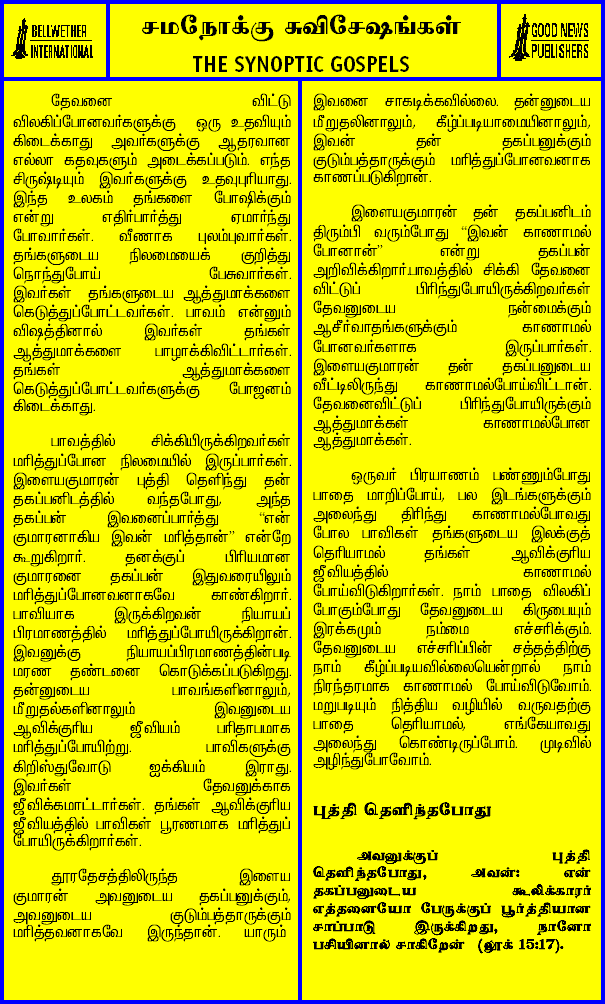 BELLWETHER
INTERNATIONAL
சமநோக்கு சுவிசேஷங்கள்
THE SYNOPTIC GOSPELS
GOOD NEWS
PUBLISHERS
தேவனை விட்டு
விலகிப்போனவர்களுக்கு ஒரு உதவியும்
கிடைக்காது அவர்களுக்கு ஆதரவான
எல்லா கதவுகளும் அடைக்கப்படும். எந்த
சிருஷ்டியும் இவர்களுக்கு உதவுபுரியாது.
இந்த உலகம் தங்களை போஷிக்கும்
என்று எதிர்பார்த்து ஏமார்ந்து
போவார்கள். வீணாக புலம்புவார்கள்.
தங்களுடைய நிலமையைக் குறித்து
நொந்துபோய் பேசுவார்கள்.
இவர்கள் தங்களுடைய ஆத்துமாக்களை
கெடுத்துப்போட்டவர்கள். பாவம் என்னும்
விஷத்தினால் இவர்கள் தங்கள்
ஆத்துமாக்களை பாழாக்கிவிட்டார்கள்.
தங்கள் ஆத்துமாக்களை
கெடுத்துப்போட்டவர்களுக்கு போஜனம்
கிடைக்காது.
பாவத்தில் சிக்கியிருக்கிறவர்கள்
மரித்துப்போன நிலமையில் இருப்பார்கள்.
இளையகுமாரன் புத்தி தெளிந்து தன்
தகப்பனிடத்தில் வந்தபோது, அந்த
தகப்பன் இவனைப்பார்த்து “என்
குமாரனாகிய இவன் மரித்தான்” என்றே
கூறுகிறார். தனக்குப் பிரியமான
குமாரனை தகப்பன் இதுவரையிலும்
மரித்துப்போனவனாகவே காண்கிறார்.
பாவியாக இருக்கிறவன் நியாயப்
பிரமாணத்தில் மரித்துப்போயிருக்கிறான்.
இவனுக்கு நியாயப்பிரமாணத்தின்படி
மரண தண்டனை கொடுக்கப்படுகிறது.
தன்னுடைய பாவங்களினாலும்,
மீறுதல்களினாலும் இவனுடைய
ஆவிக்குரிய ஜீவியம் பரிதாபமாக
மரித்துப்போயிற்று. பாவிகளுக்கு
கிறிஸ்துவோடு ஐக்கியம் இராது.
இவர்கள் தேவனுக்காக
ஜீவிக்கமாட்டார்கள். தங்கள் ஆவிக்குரிய
ஜீவியத்தில் பாவிகள் பூரணமாக மரித்துப்
போயிருக்கிறார்கள்.
தூரதேசத்திலிருந்த இளைய
குமாரன் அவனுடைய தகப்பனுக்கும்,
அவனுடைய குடும்பத்தாருக்கும்
மரித்தவனாகவே இருந்தான். யாரும்
இவனை சாகடிக்கவில்லை. தன்னுடைய
மீறுதலினாலும், கீழ்ப்படியாமையினாலும்,
இவன் தன் தகப்பனுக்கும்
குடும்பத்தாருக்கும் மரித்துப்போனவனாக
காணப்படுகிறான்.
இளையகுமாரன் தன் தகப்பனிடம்
திரும்பி வரும்போது “இவன் காணாமல்
போனான்” என்று தகப்பன்
அறிவிக்கிறார்.பாவத்தில் சிக்கி தேவனை
விட்டுப் பிரிந்துபோயிருக்கிறவர்கள்
தேவனுடைய நன்மைக்கும்
ஆசீர்வாதங்களுக்கும் காணாமல்
போனவர்களாக இருப்பார்கள்.
இளையகுமாரன் தன் தகப்பனுடைய
வீட்டிலிருந்து காணாமல்போய்விட்டான்.
தேவனைவிட்டுப் பிரிந்துபோயிருக்கும்
ஆத்துமாக்கள் காணாமல்போன
ஆத்துமாக்கள்.
ஒருவர் பிரயாணம் பண்ணும்போது
பாதை மாறிப்போய், பல இடங்களுக்கும்
அலைந்து திரிந்து காணாமல்போவது
போல பாவிகள் தங்களுடைய இலக்குத்
தெரியாமல் தங்கள் ஆவிக்குரிய
ஜீவியத்தில் காணாமல்
போய்விடுகிறார்கள். நாம் பாதை விலகிப்
போகும்போது தேவனுடைய கிருபையும்
இரக்கமும் நம்மை எச்சரிக்கும்.
தேவனுடைய எச்சரிப்பின் சத்தத்திற்கு
நாம் கீழ்ப்படியவில்லையென்றால் நாம்
நிரந்தரமாக காணாமல் போய்விடுவோம்.
மறுபடியும் நித்திய வழியில் வருவதற்கு
பாதை தெரியாமல், எங்கேயாவது
அலைந்து கொண்டிருப்போம். முடிவில்
அழிந்துபோவோம்.
புத்தி தெளிந்தபோது
அவனுக்குப் புத்தி
தெளிந்தபோது, அவன்: என்
தகப்பனுடைய கூலிக்காரர்
எத்தனையோ பேருக்குப் பூர்த்தியான
சாப்பாடு இருக்கிறது, நானோ
பசியினால் சாகிறேன் (லூக் 15:17).